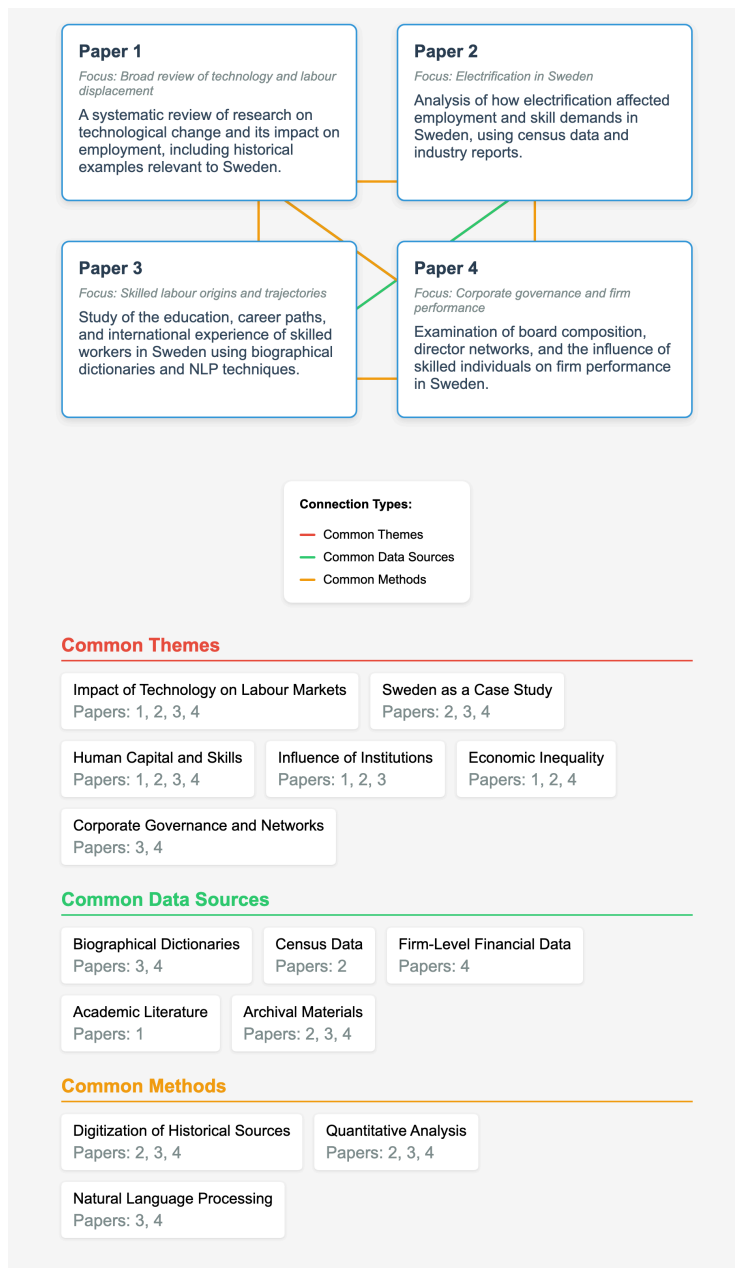 Paper 1
Focus: Broad review of technology and labour
displacement
A systematic review of research on
technological change and its impact on
employment, including historical
examples relevant to Sweden.
Paper 2
Focus: Electrification in Sweden
Analysis of how electrification affected
employment and skill demands in
Sweden, using census data and
industry reports.
Paper 3
Focus: Skilled labour origins and trajectories
Study of the education, career paths,
and international experience of skilled
workers in Sweden using biographical
dictionaries and NLP techniques.
Paper 4
Focus: Corporate governance and firm
performance
Examination of board composition,
director networks, and the influence of
skilled individuals on firm performance
in Sweden.
Connection Types:
Common Themes
Common Data Sources
Common Methods
Common Themes
Impact of Technology on Labour Markets
Papers: 1, 2, 3, 4
Sweden as a Case Study
Papers: 2, 3, 4
Human Capital and Skills
Papers: 1, 2, 3, 4
Influence of Institutions
Papers: 1, 2, 3
Economic Inequality
Papers: 1, 2, 4
Corporate Governance and Networks
Papers: 3, 4
Common Data Sources
Biographical Dictionaries
Papers: 3, 4
Census Data
Papers: 2
Firm-Level Financial Data
Papers: 4
Academic Literature
Papers: 1
Archival Materials
Papers: 2, 3, 4
Common Methods
Digitization of Historical Sources
Papers: 2, 3, 4
Quantitative Analysis
Papers: 2, 3, 4
Natural Language Processing
Papers: 3, 4